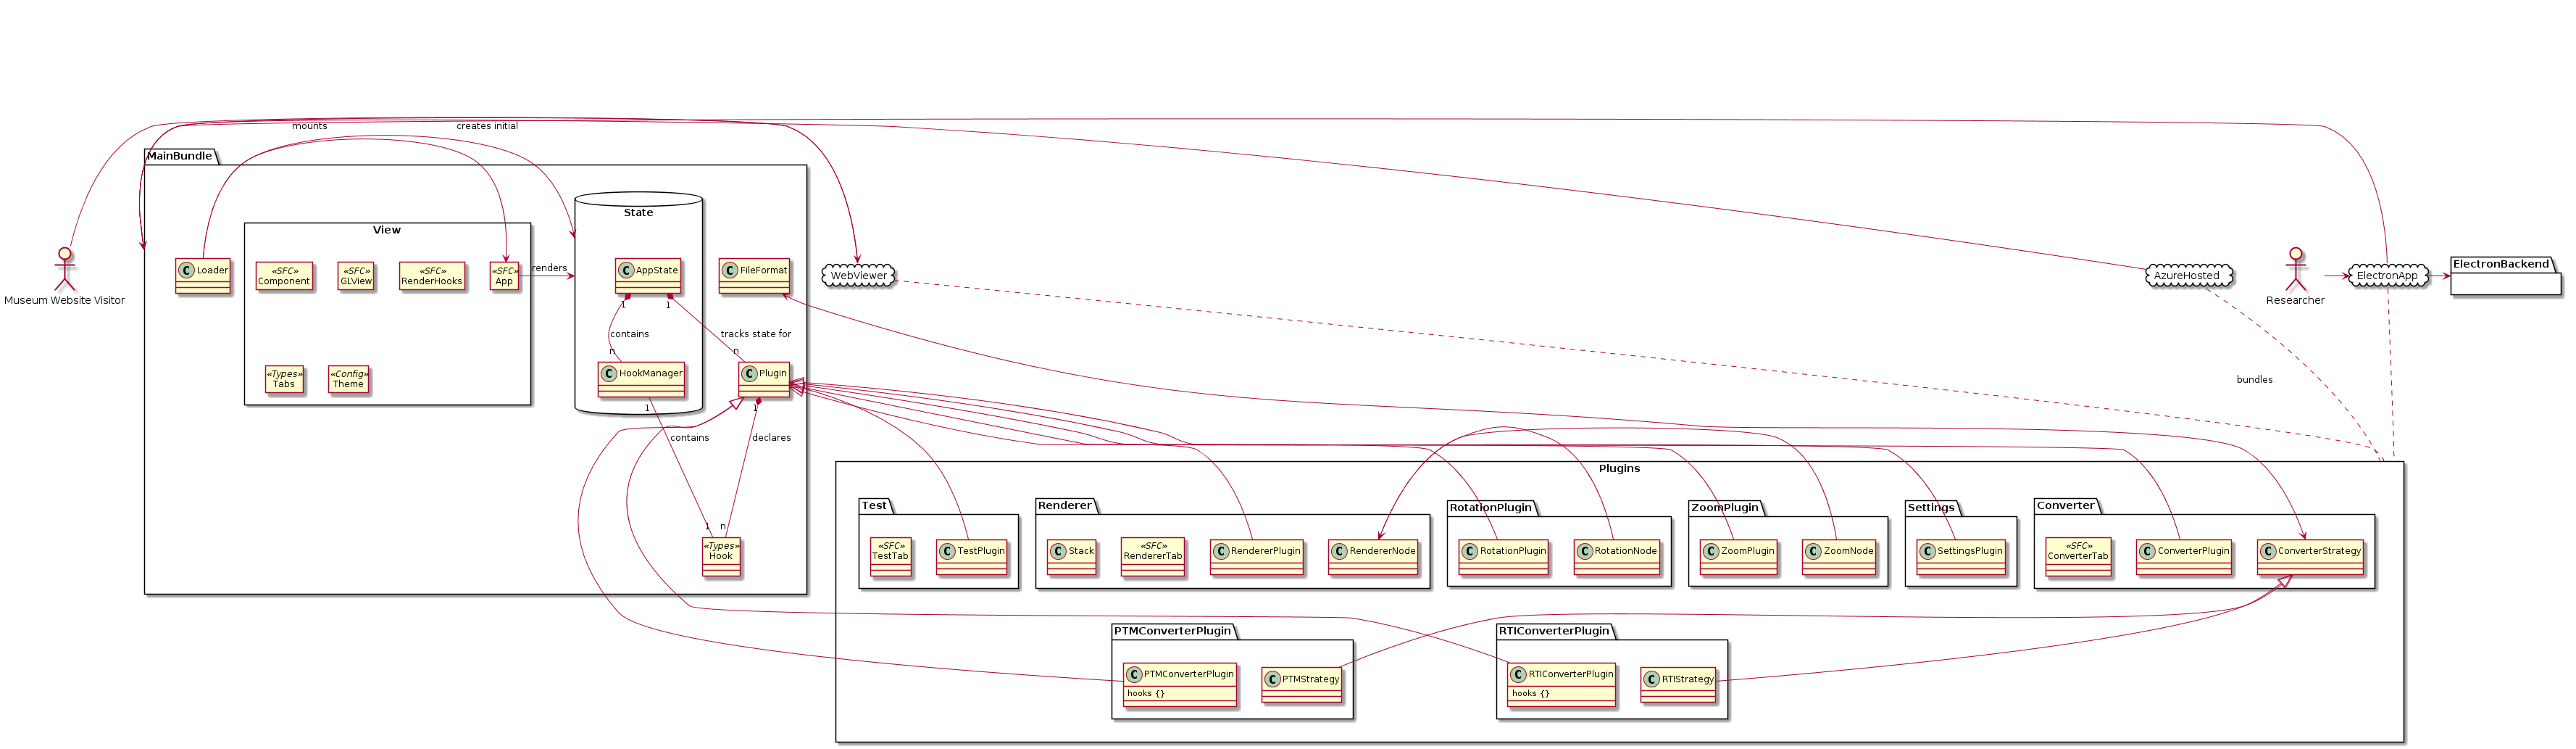 mounts
creates initial
MainBundle
State
View
C Loader
«SFC»
Component
«SFC»
GLView
«SFC»
RenderHooks
«SFC»
App
renders
C AppState
C FileFormat
WebViewer
Museum Website Visitor
AzureHosted
Researcher
ElectronApp
ElectronBackend
1
1
contains
tracks state for
n
n
«Types»
Tabs
«Config»
Theme
C HookManager
C Plugin
bundles
1
1
contains
declares
1
n
«Types»
Hook
Plugins
Test
«SFC»
TestTab
C TestPlugin
Renderer
C Stack
«SFC»
RendererTab
C RendererPlugin
C RendererNode
RotationPlugin
C RotationPlugin
C RotationNode
ZoomPlugin
C ZoomPlugin
C ZoomNode
Settings
C SettingsPlugin
Converter
«SFC»
ConverterTab
C ConverterPlugin
C ConverterStrategy
PTMConverterPlugin
C PTMConverterPlugin
hooks {}
C PTMStrategy
RTIConverterPlugin
C RTIConverterPlugin
hooks {}
C RTIStrategy